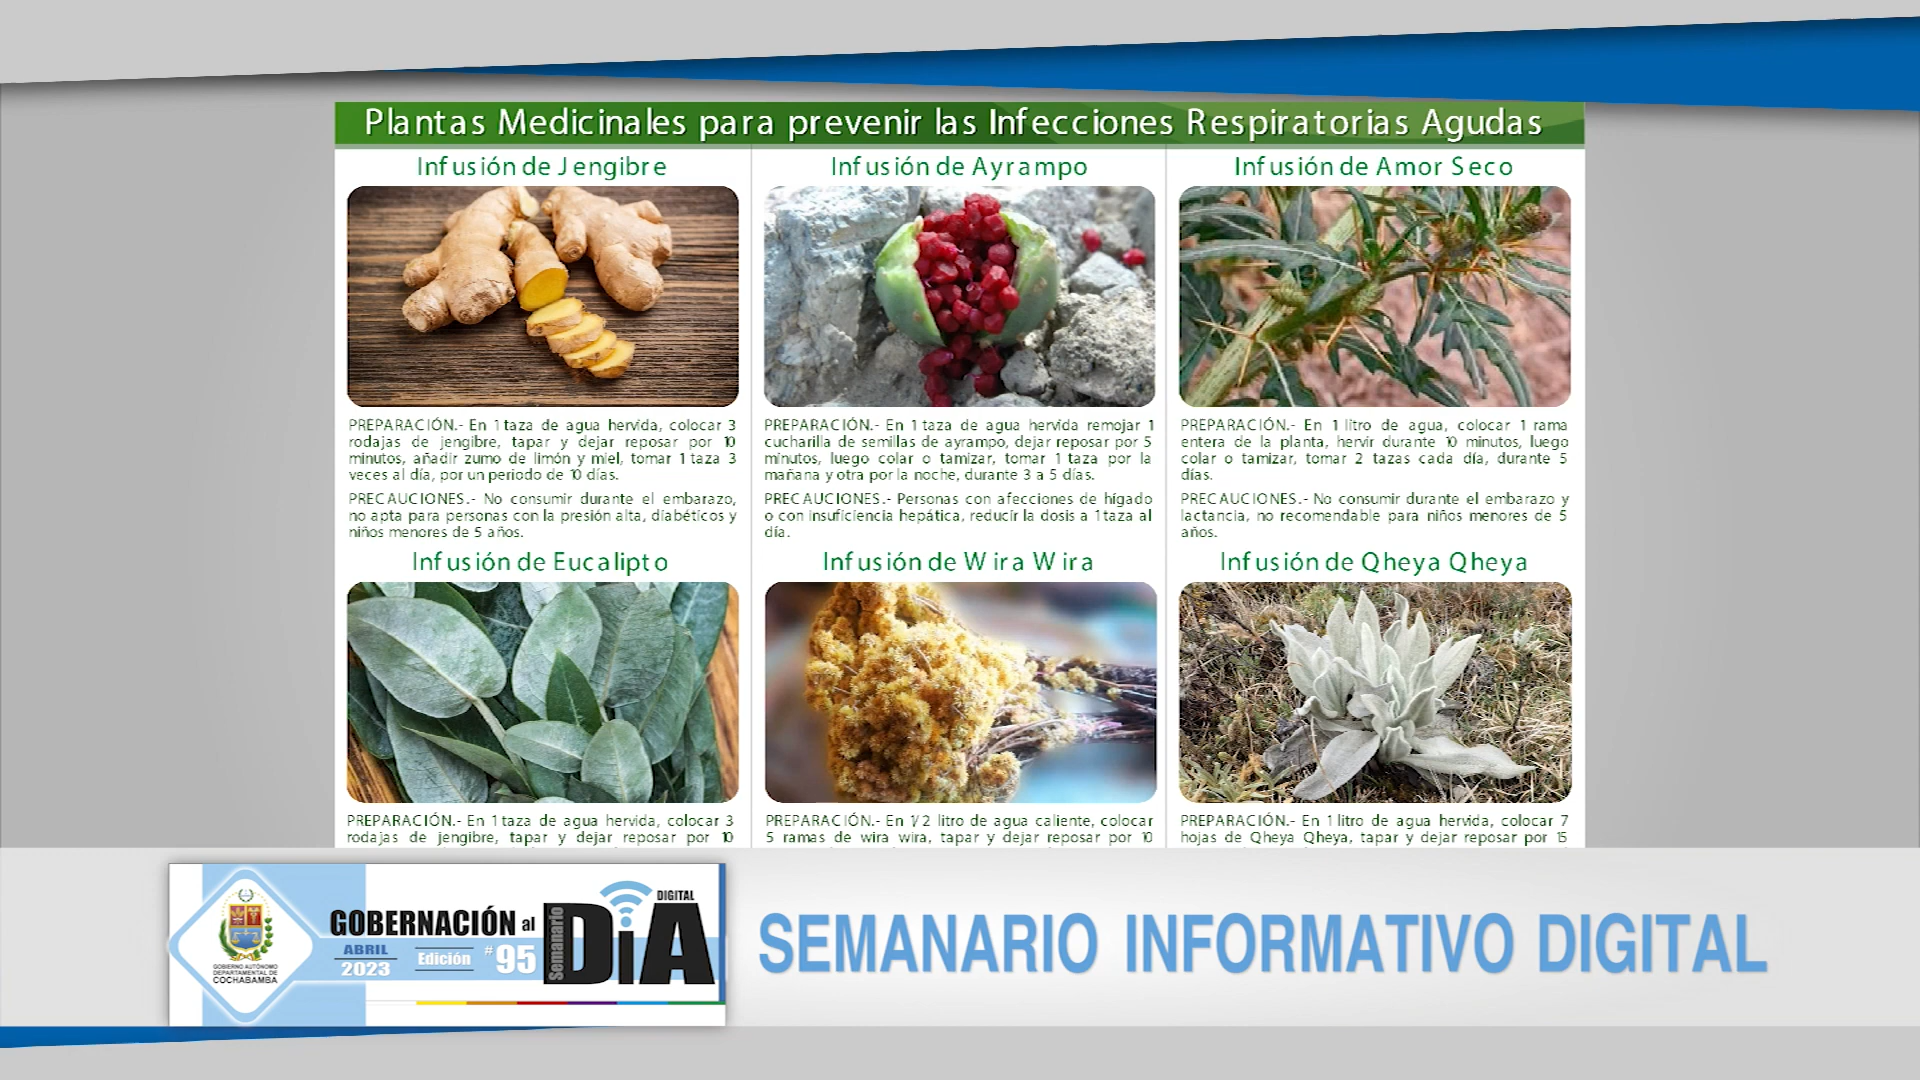 Plantas Medicinales para prevenir las Infecciones Respiratorias Agudas
Infusión de Jengibre
PREPARACIÓN.- En 1 taza de agua hervida, colocar 3
rodajas de jengibre, tapar y dejar reposar por 10
minutos, añadir zumo de limón y miel, tomar 1 taza 3
veces al día, por un periodo de 10 días.
PRECAUCIONES.- No consumir durante el embarazo,
no apta para personas con la presión alta, diabéticos y
niños menores de 5 años.
Infusión de Ayrampo
PREPARACIÓN.- En 1 taza de agua hervida remojar 1
cucharilla de semillas de ayrampo, dejar reposar por 5
minutos, luego colar o tamizar, tomar 1 taza por la
mañana y otra por la noche, durante 3 a 5 días.
PRECAUCIONES.- Personas con afecciones de hígado
o con insuficiencia hepática, reducir la dosis a 1 taza al
día.
Infusión de Amor Seco
PREPARACIÓN.- En 1 litro de agua, colocar 1 rama
entera de la planta, hervir durante 10 minutos, luego
colar o tamizar, tomar 2 tazas cada día, durante 5
días.
PRECAUCIONES.- No consumir durante el embarazo y
lactancia, no recomendable para niños menores de 5
años.
Infusión de Eucalipto
PREPARACIÓN.- En 1 taza de agua hervida, colocar 3
rodajas de jengibre, tapar y dejar reposar por 10
Infusión de Wira Wira
PREPARACIÓN.- En 1/2 litro de agua caliente, colocar
5 ramas de wira wira, tapar y dejar reposar por 10
Infusión de Qheya Qheya
PREPARACIÓN.- En 1 litro de agua hervida, colocar 7
hojas de Qheya Qheya, tapar y dejar reposar por 15
GOBIERNO AUTÓNOMO
DEPARTAMENTAL DE
COCHABAMBA
GOBERNACIÓN al
ABRIL
2023
Edición
#95
Semanario
DiA
DIGITAL
SEMANARIO INFORMATIVO DIGITAL